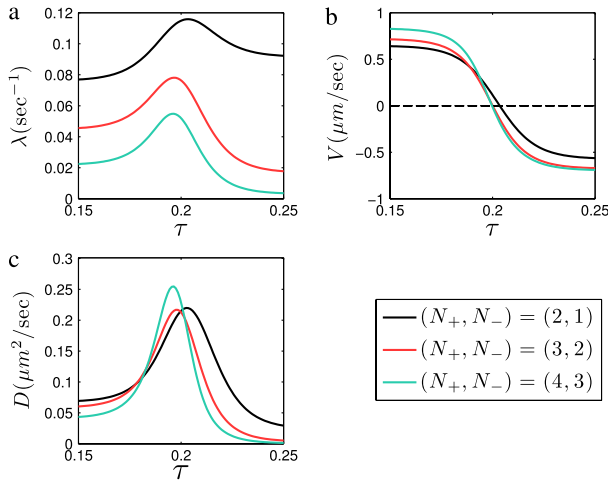 a
0.12
0.1
0.08
0.06
0.04
0.02
0
λ(sec⁻¹)
0.15
0.2
0.25
τ
b
1
0.5
0
−0.5
−1
V(μm/sec)
0.15
0.2
0.25
τ
c
0.3
0.25
0.2
0.15
0.1
0.05
0
D(μm²/sec)
0.15
0.2
0.25
τ
(N₊, N₋) = (2, 1)
(N₊, N₋) = (3, 2)
(N₊, N₋) = (4, 3)